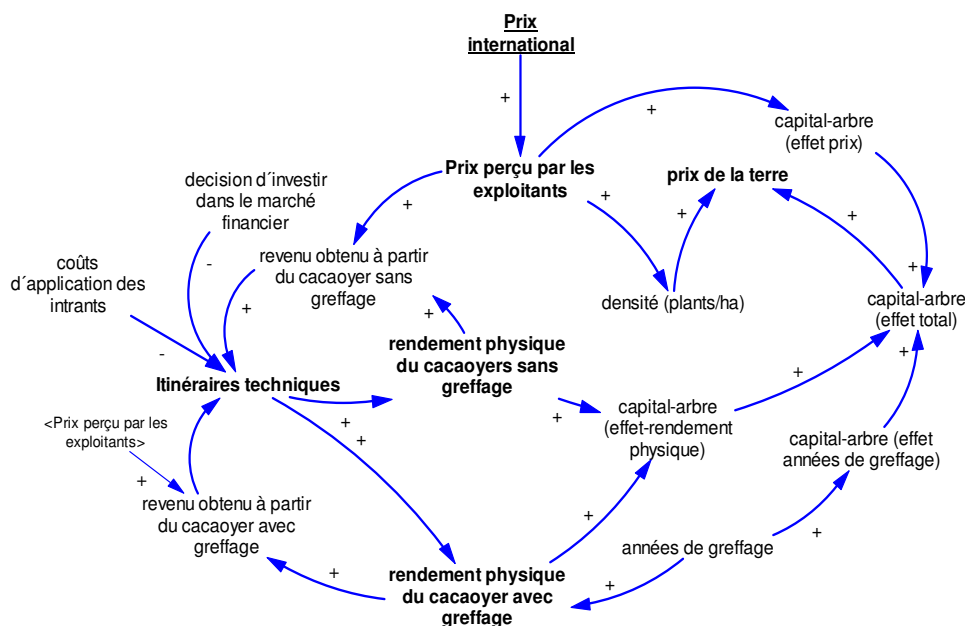 Prix
international
+
+
capital-arbre
(effet prix)
Prix perçu par les
exploitants
prix de la terre
decision d´investir
dans le marché
financier
+
+
+
+
-
revenu obtenu à partir
du cacaoyer sans
greffage
coûts
d´application des
intrants
+
+
+
densité (plants/ha)
capital-arbre
(effet total)
-
rendement physique
du cacaoyers sans
greffage
+
+
Itinéraires techniques
<Prix perçu par les
exploitants>
+
+
+
capital-arbre
(effet-rendement
physique)
capital-arbre (effet
années de greffage)
+
revenu obtenu à partir
du cacaoyer avec
greffage
+
+
années de greffage
+
rendement physique
du cacaoyer avec
greffage
+